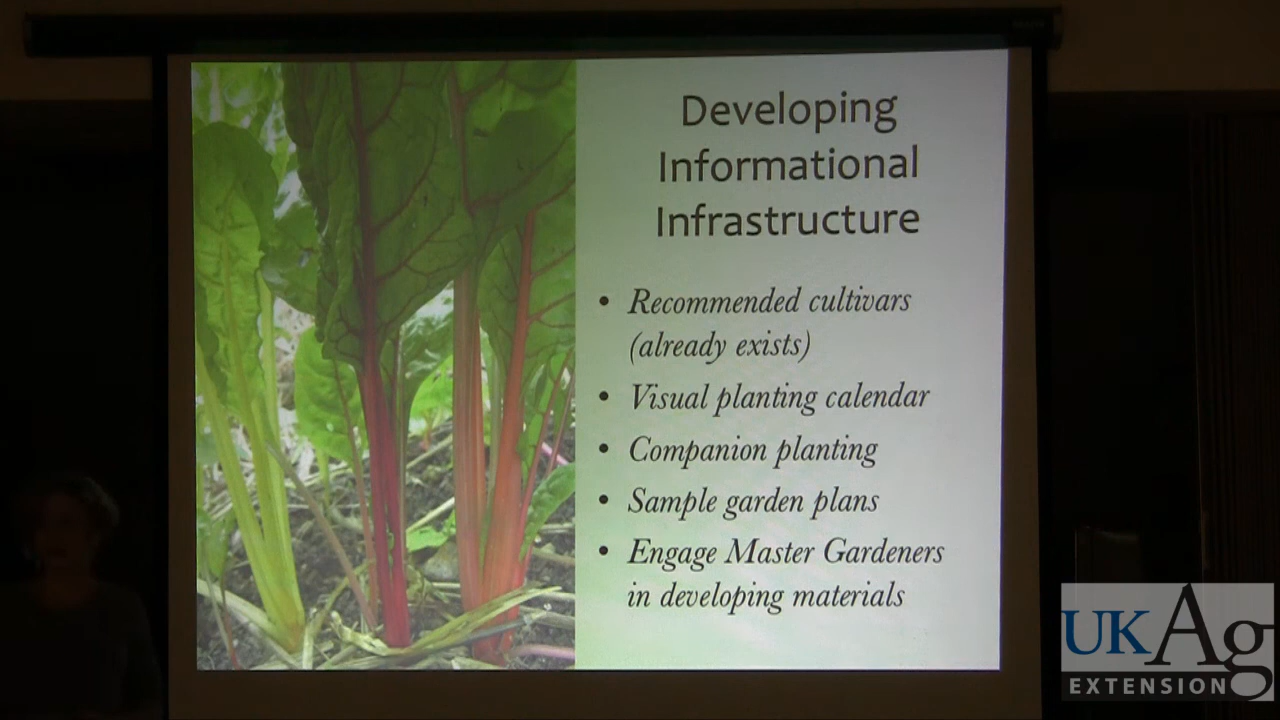 Developing
Informational
Infrastructure
• Recommended cultivars
(already exists)
• Visual planting calendar
• Companion planting
• Sample garden plans
• Engage Master Gardeners
in developing materials
UKAg
EXTENSION